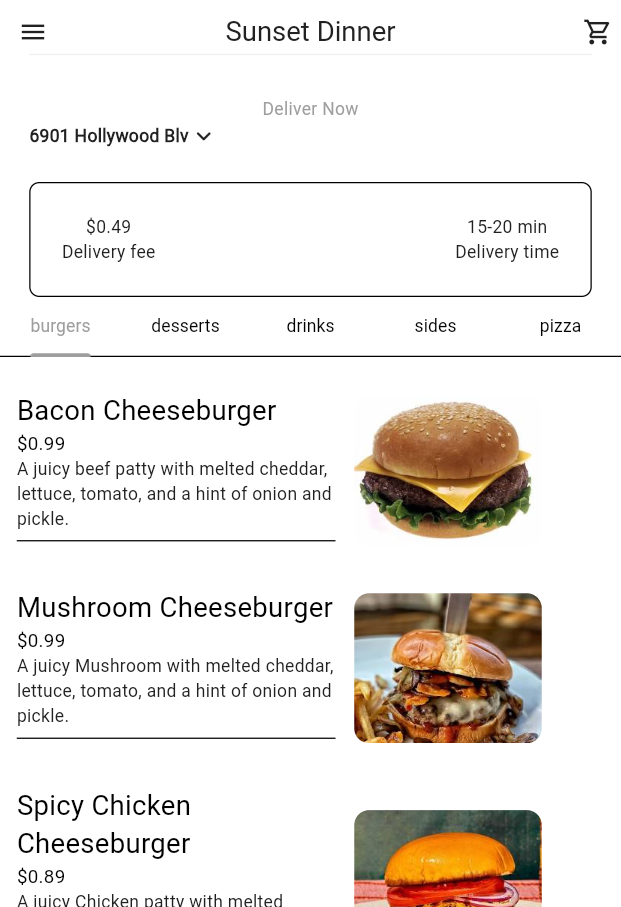 Sunset Dinner
Deliver Now
6901 Hollywood Blv
$0.49
Delivery fee
15-20 min
Delivery time
burgers desserts drinks sides pizza
Bacon Cheeseburger
$0.99
A juicy beef patty with melted cheddar,
lettuce, tomato, and a hint of onion and
pickle.
Mushroom Cheeseburger
$0.99
A juicy Mushroom with melted cheddar,
lettuce, tomato, and a hint of onion and
pickle.
Spicy Chicken
Cheeseburger
$0.89
A juicy Chicken patty with melted